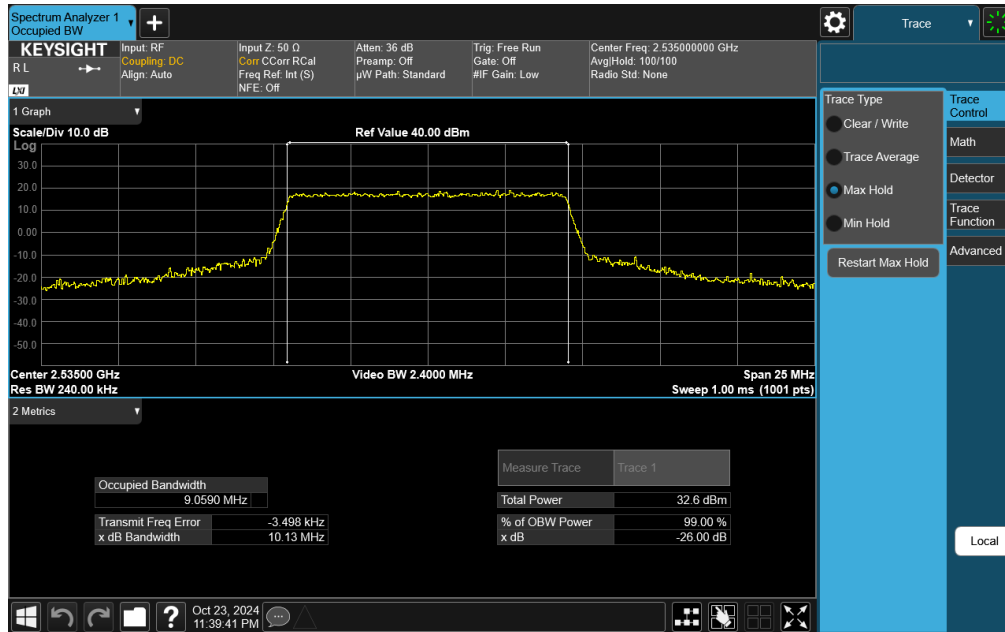 Spectrum Analyzer 1
Occupied BW
Trace
KEYSIGHT
R L
LXI
Input: RF
Coupling: DC
Align: Auto
Input Z: 50 Ω
Corr CCorr RCal
Freq Ref: Int (S)
NFE: Off
Atten: 36 dB
Preamp: Off
µW Path: Standard
Trig: Free Run
Gate: Off
#IF Gain: Low
Center Freq: 2.535000000 GHz
Avg|Hold: 100/100
Radio Std: None
1 Graph
Scale/Div 10.0 dB
Ref Value 40.00 dBm
Log
30.0
20.0
10.0
0.00
-10.0
-20.0
-30.0
-40.0
-50.0
Center 2.53500 GHz
Video BW 2.4000 MHz
Span 25 MHz
Res BW 240.00 kHz
Sweep 1.00 ms (1001 pts)
2 Metrics
Measure Trace Trace 1
Occupied Bandwidth
9.0590 MHz
Total Power 32.6 dBm
Transmit Freq Error -3.498 kHz
% of OBW Power 99.00 %
x dB Bandwidth 10.13 MHz
x dB -26.00 dB
Trace Type
Clear / Write
Trace Average
Max Hold
Min Hold
Restart Max Hold
Trace
Control
Math
Detector
Trace
Function
Advanced
Local
?
Oct 23, 2024
11:39:41 PM